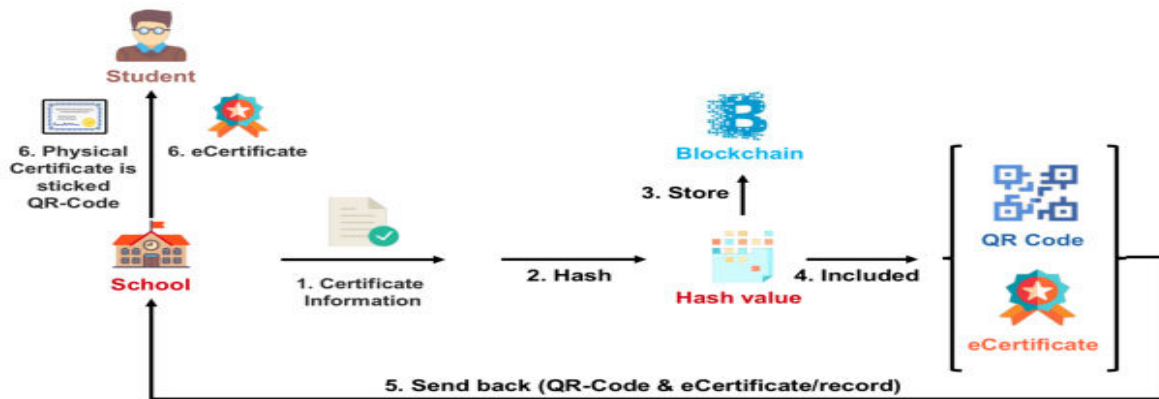 Student
6. Physical
Certificate is
sticked
QR-Code
6. eCertificate
School
1. Certificate
Information
2. Hash
Blockchain
3. Store
Hash value
4. Included
QR Code
eCertificate
5. Send back (QR-Code & eCertificate/record)